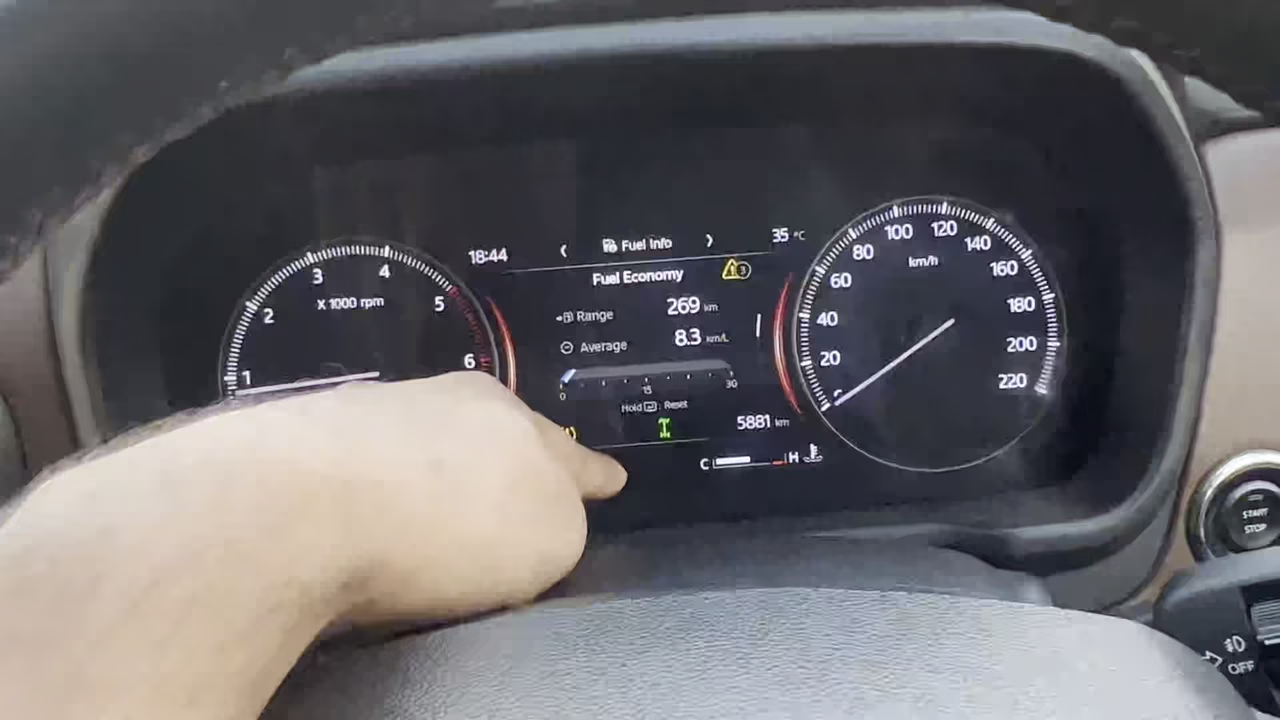 18:44
Fuel Info
35 °C
Fuel Economy
3
Range 269 km
Average 8.3 km/L
0 15 30
Hold : Reset
5881 km
C H
1 2 3 4 5 6
X 1000 rpm
0 20 40 60 80 100 120 140 160 180 200 220
km/h
START
STOP
OFF